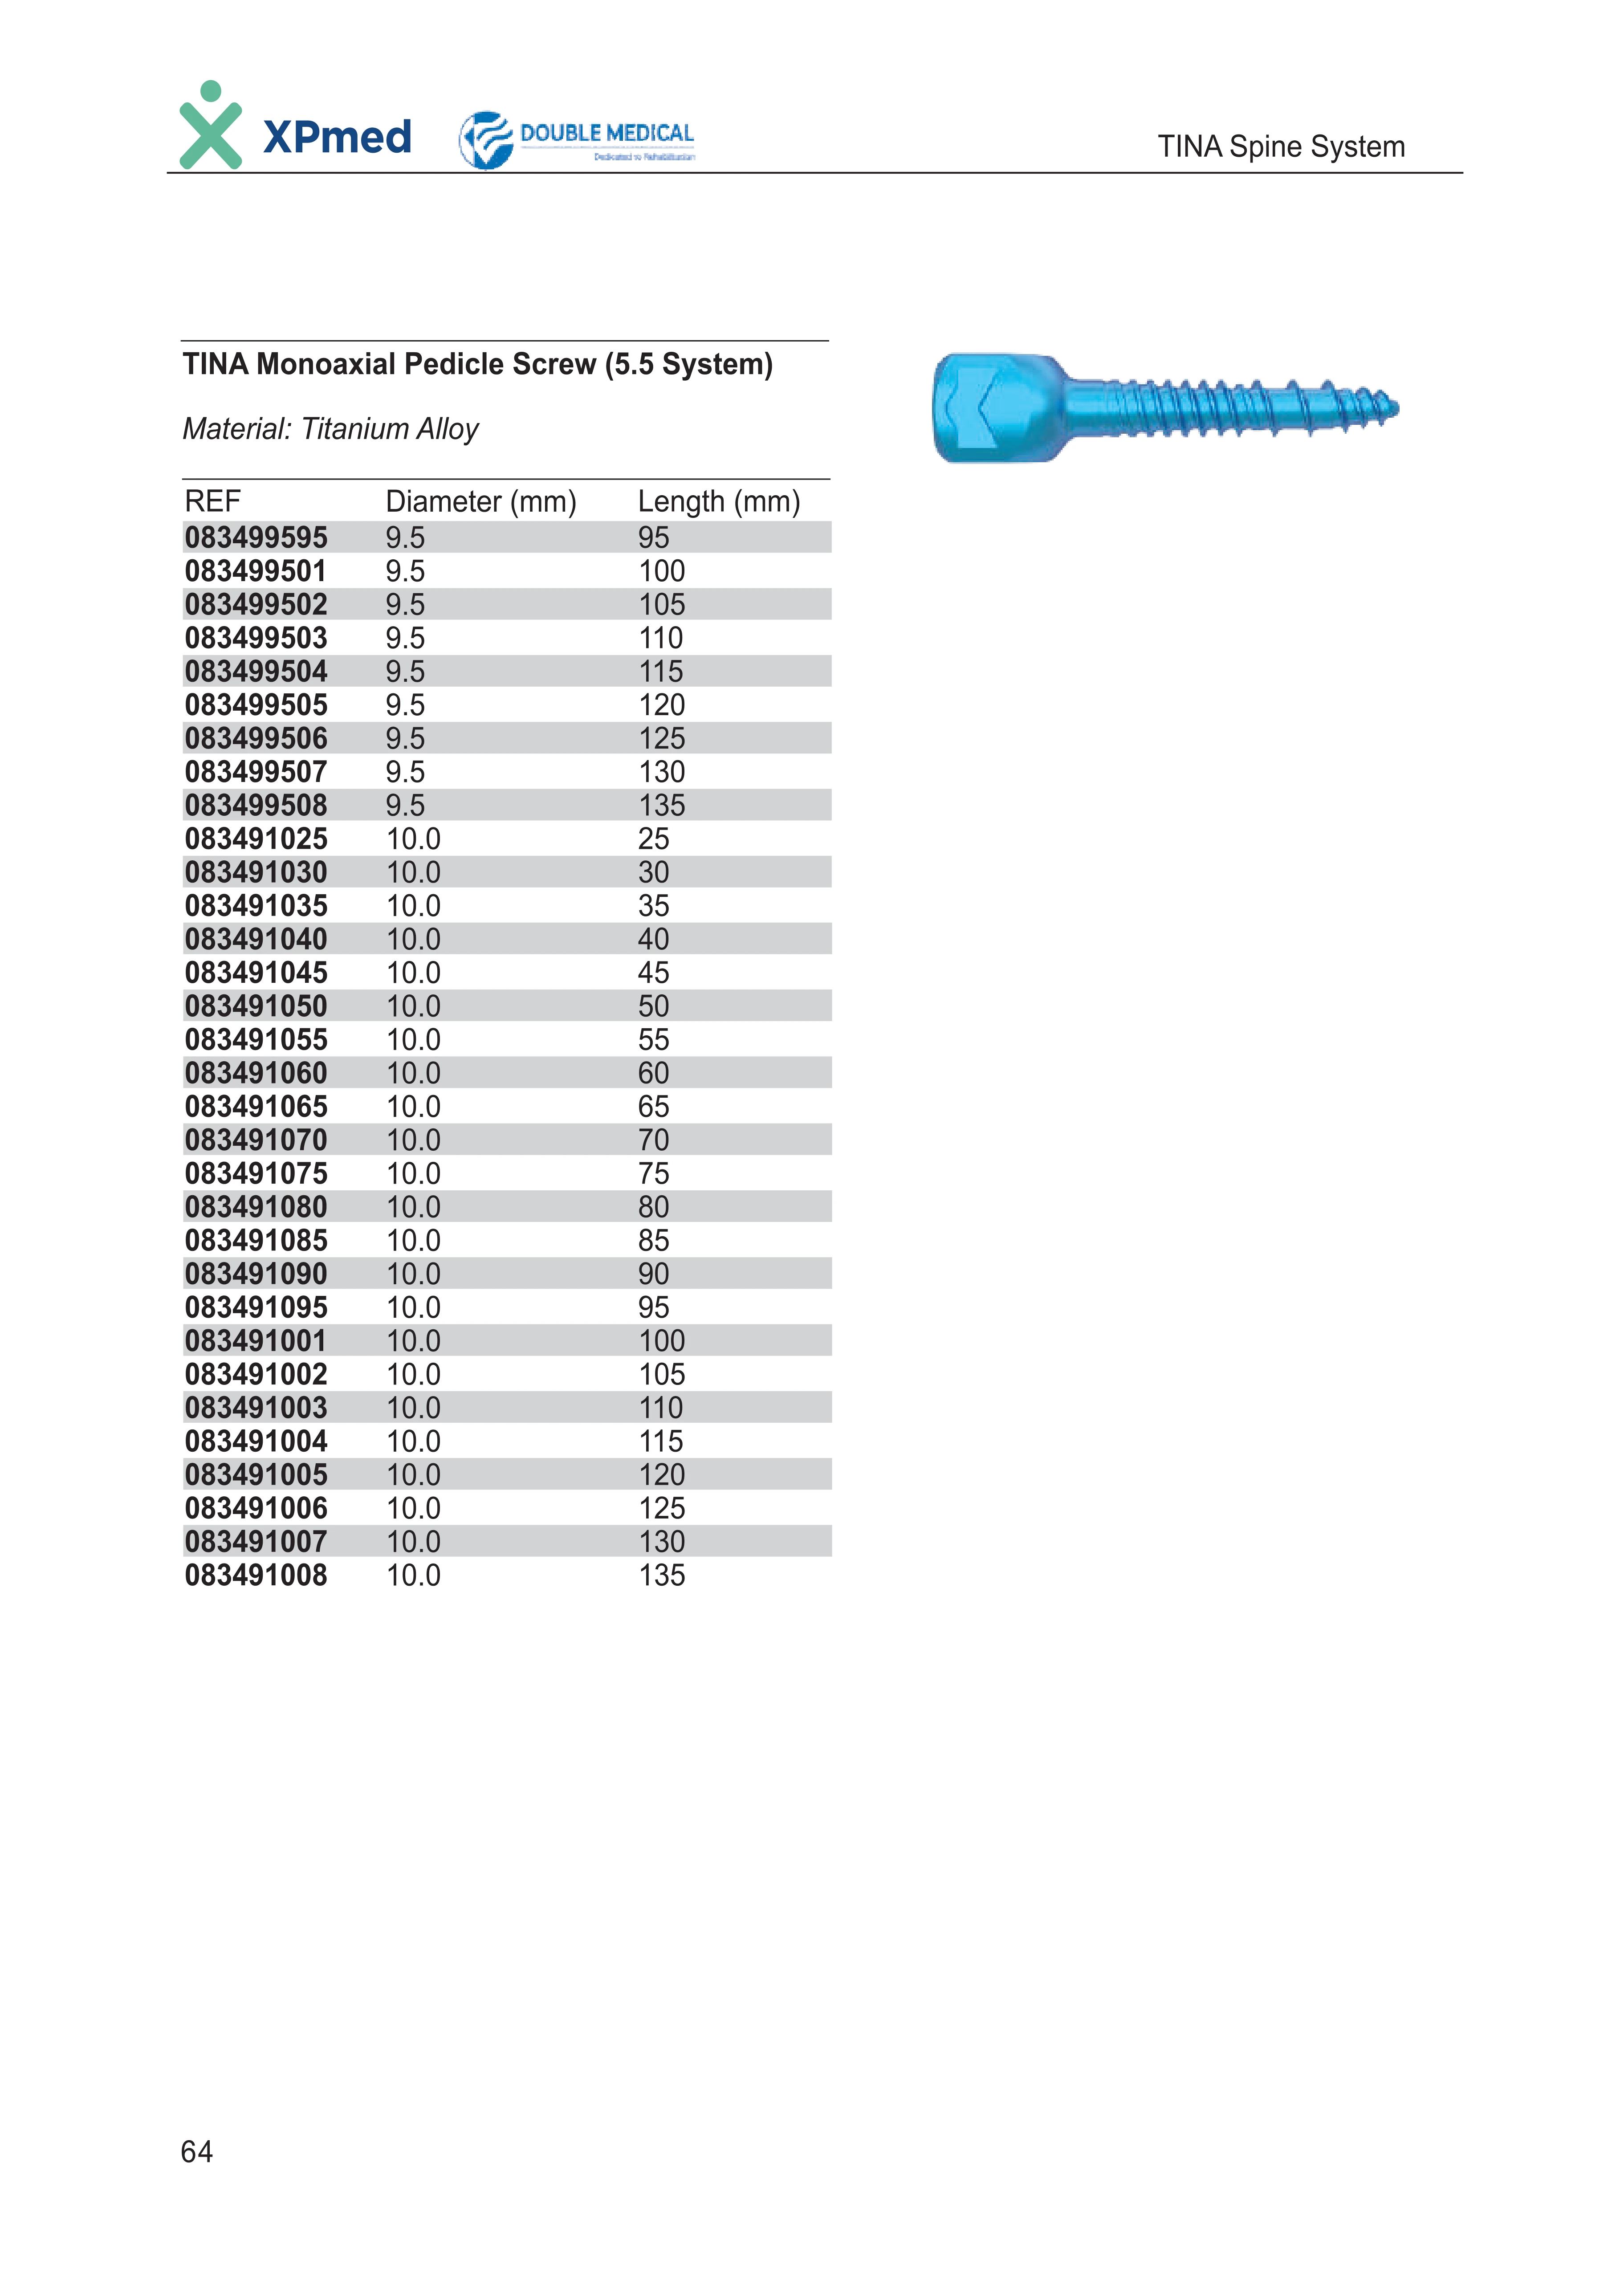 XPmed
DOUBLE MEDICAL
Dedicated to Rehabilitation
TINA Spine System
TINA Monoaxial Pedicle Screw (5.5 System)
Material: Titanium Alloy
REF Diameter (mm) Length (mm)
083499595 9.5 95
083499501 9.5 100
083499502 9.5 105
083499503 9.5 110
083499504 9.5 115
083499505 9.5 120
083499506 9.5 125
083499507 9.5 130
083499508 9.5 135
083491025 10.0 25
083491030 10.0 30
083491035 10.0 35
083491040 10.0 40
083491045 10.0 45
083491050 10.0 50
083491055 10.0 55
083491060 10.0 60
083491065 10.0 65
083491070 10.0 70
083491075 10.0 75
083491080 10.0 80
083491085 10.0 85
083491090 10.0 90
083491095 10.0 95
083491001 10.0 100
083491002 10.0 105
083491003 10.0 110
083491004 10.0 115
083491005 10.0 120
083491006 10.0 125
083491007 10.0 130
083491008 10.0 135
64